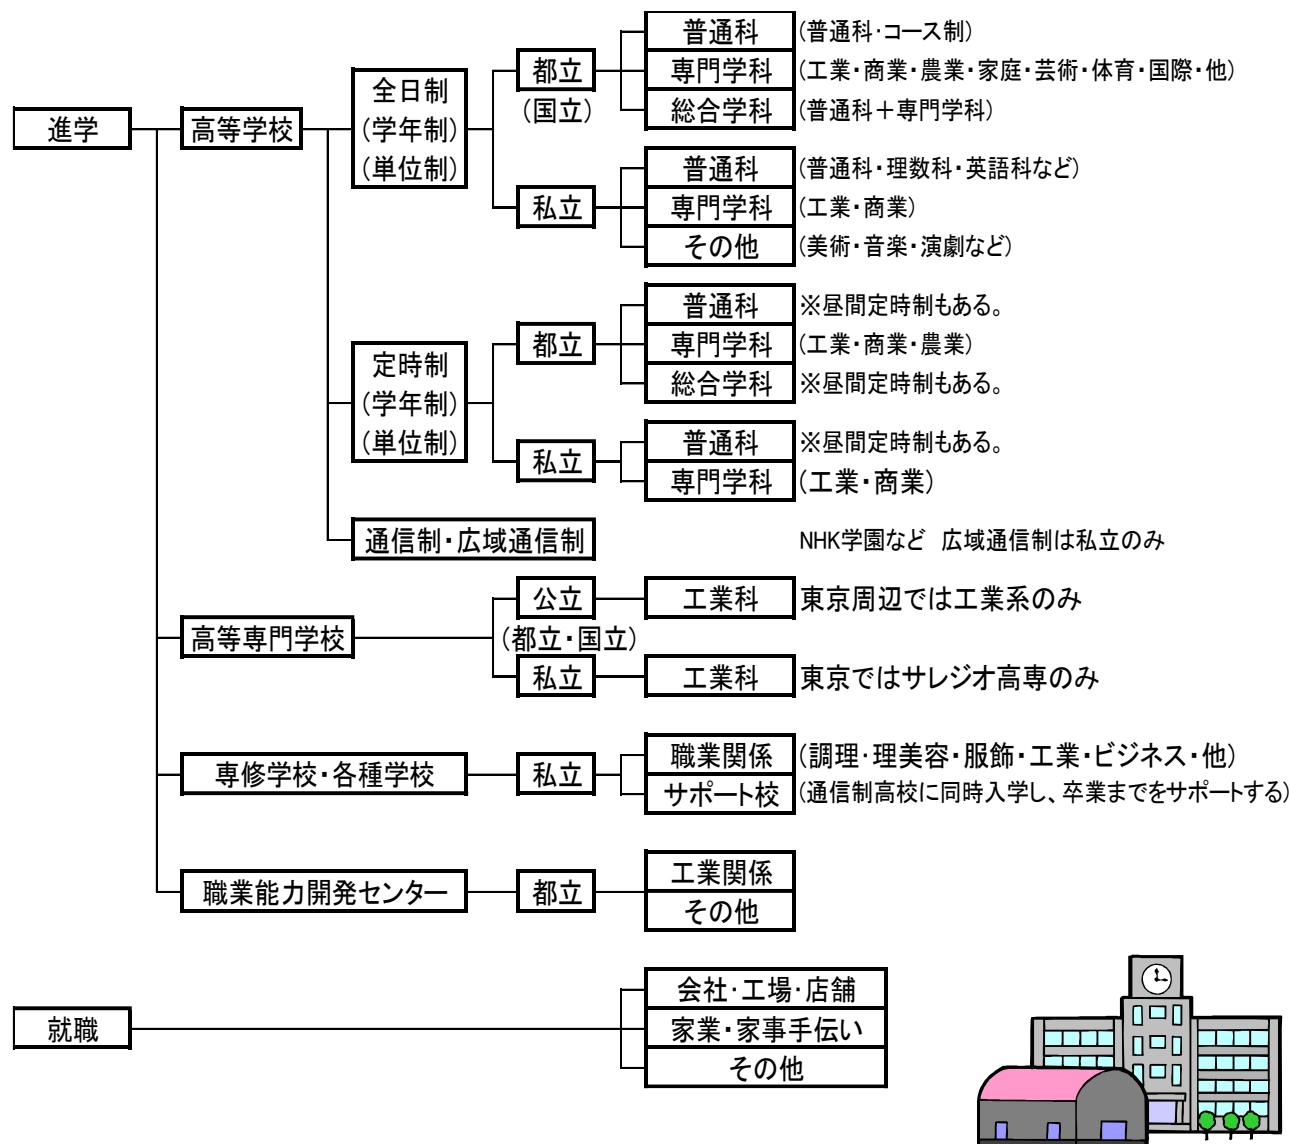 普通科 (普通科・コース制)
都立 専門学科 (工業・商業・農業・家庭・芸術・体育・国際・他)
全日制 (国立) 総合学科 (普通科＋専門学科)
進学 高等学校 (学年制)
(単位制) 普通科 (普通科・理数科・英語科など)
私立 専門学科 (工業・商業)
その他 (美術・音楽・演劇など)
普通科 ※昼間定時制もある。
都立 専門学科 (工業・商業・農業)
定時制 総合学科 ※昼間定時制もある。
(学年制)
(単位制) 普通科 ※昼間定時制もある。
私立 専門学科 (工業・商業)
通信制・広域通信制 NHK学園など 広域通信制は私立のみ
公立 工業科 東京周辺では工業系のみ
高等専門学校 (都立・国立)
私立 工業科 東京ではサレジオ高専のみ
職業関係 (調理・理美容・服飾・工業・ビジネス・他)
専修学校・各種学校 私立 サポート校 (通信制高校に同時入学し、卒業までをサポートする)
工業関係
職業能力開発センター 都立 その他
会社・工場・店舗
就職 家業・家事手伝い
その他